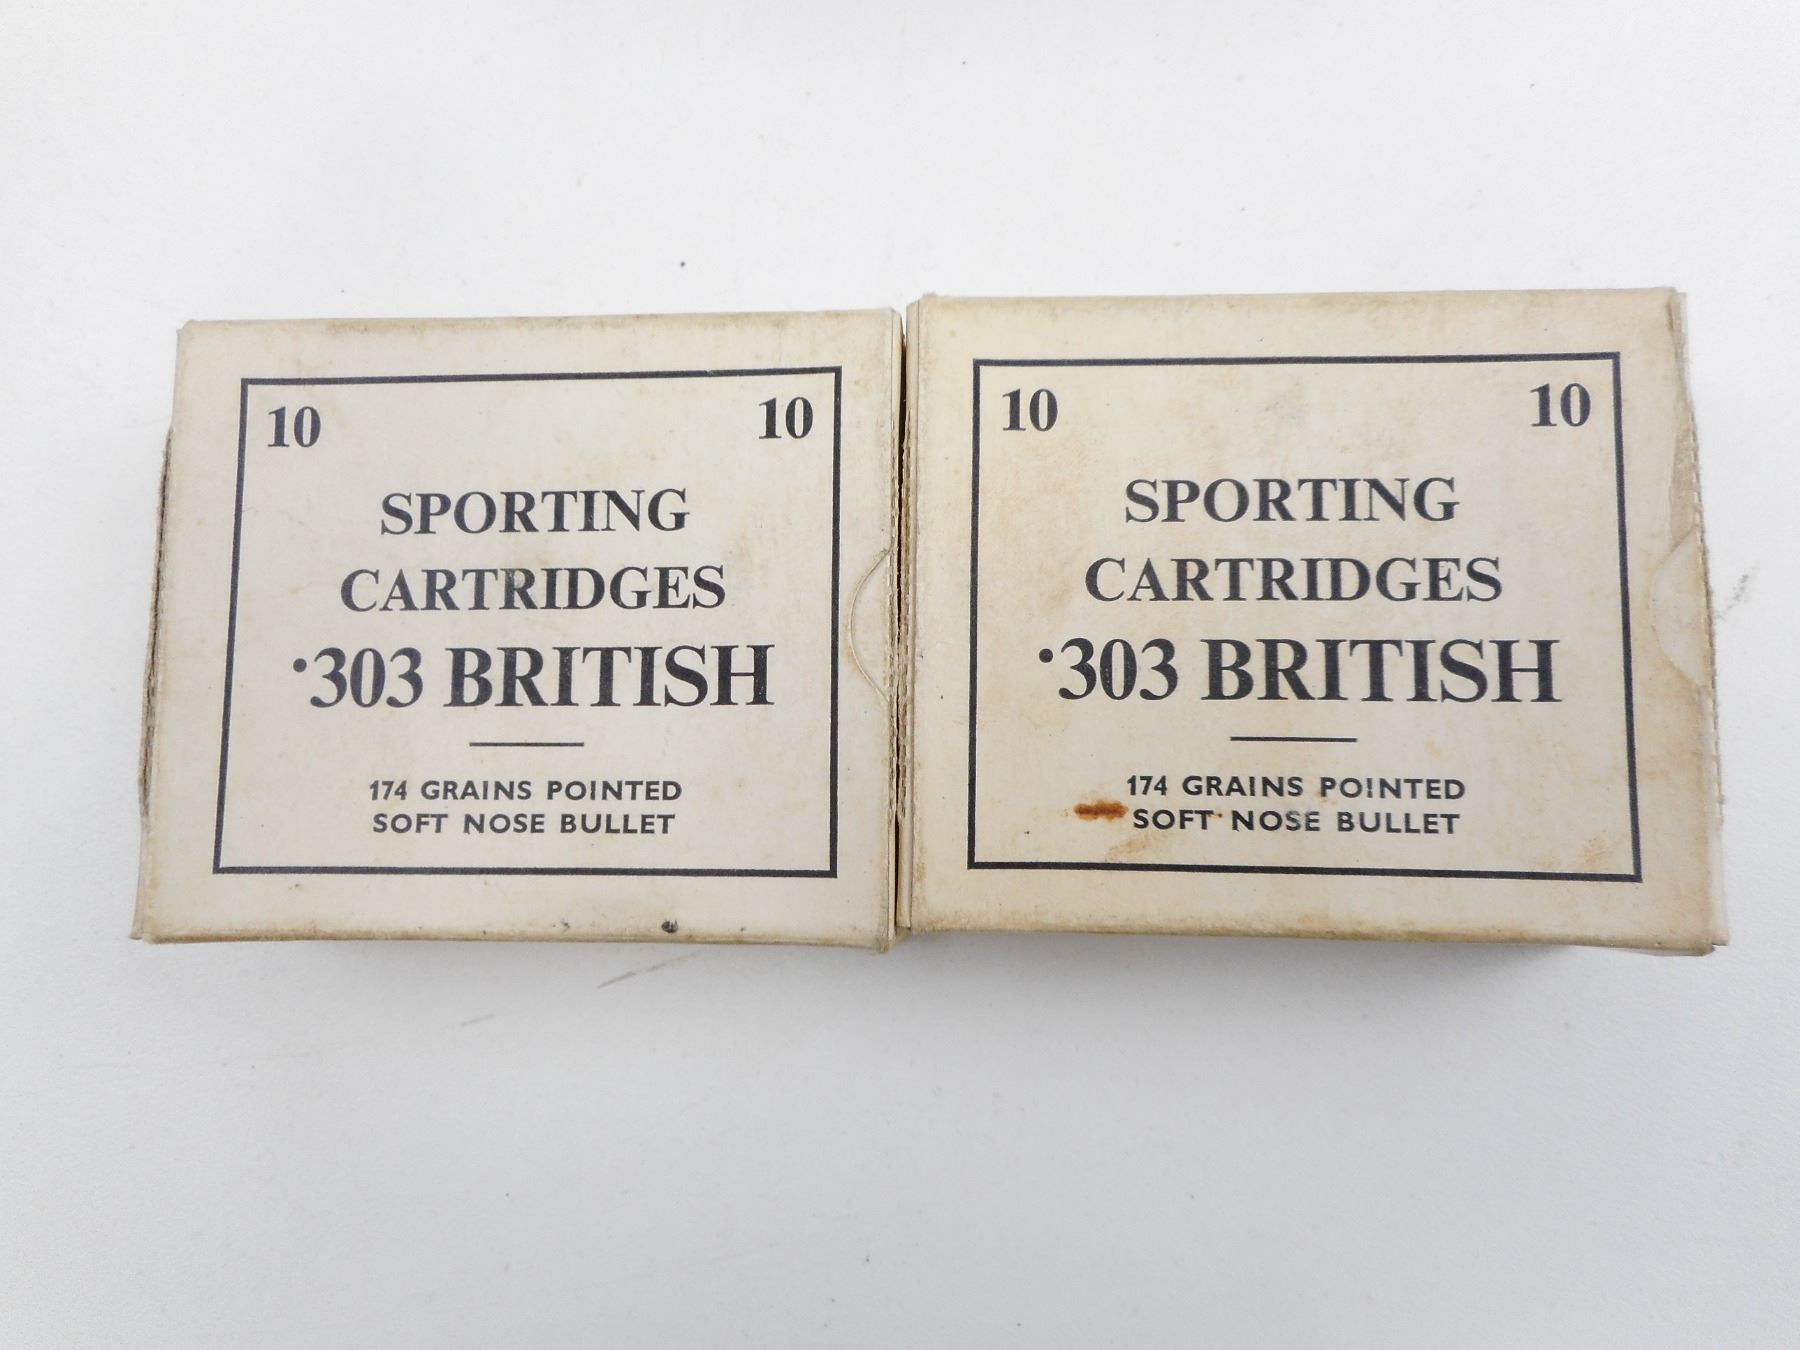 10 10
SPORTING
CARTRIDGES
·303 BRITISH
174 GRAINS POINTED
SOFT NOSE BULLET
10 10
SPORTING
CARTRIDGES
·303 BRITISH
174 GRAINS POINTED
SOFT NOSE BULLET